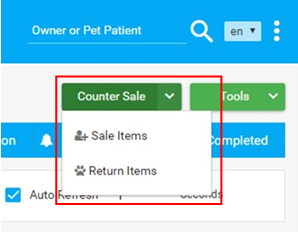 Owner or Pet Patient
en
Counter Sale
Tools
Sale Items
on
Completed
Return Items
Auto Refresh
Seconds